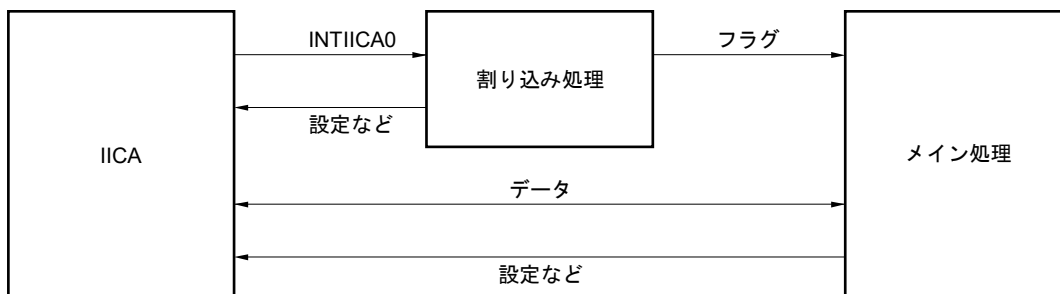 INTIICA0
フラグ
割り込み処理
設定など
IICA
メイン処理
データ
設定など